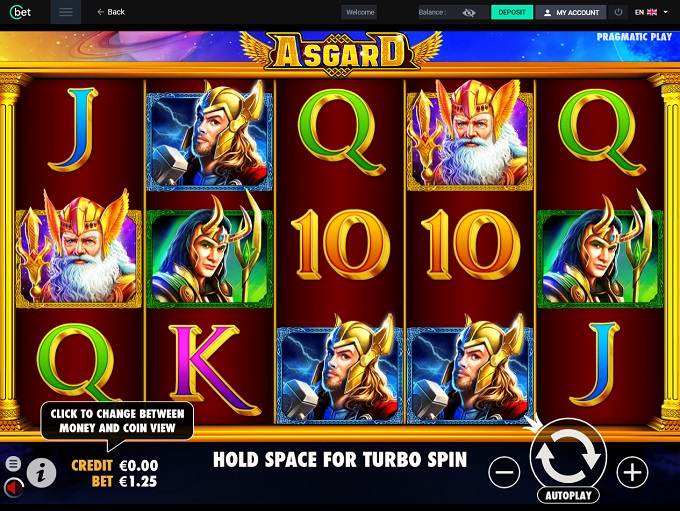 Cbet
Back
Welcome
Balance :
DEPOSIT
MY ACCOUNT
EN
ASGARD
PRAGMATIC PLAY
J
Q
Q
10
10
Q
K
J
CLICK TO CHANGE BETWEEN
MONEY AND COIN VIEW
CREDIT €0.00
BET €1.25
HOLD SPACE FOR TURBO SPIN
AUTOPLAY